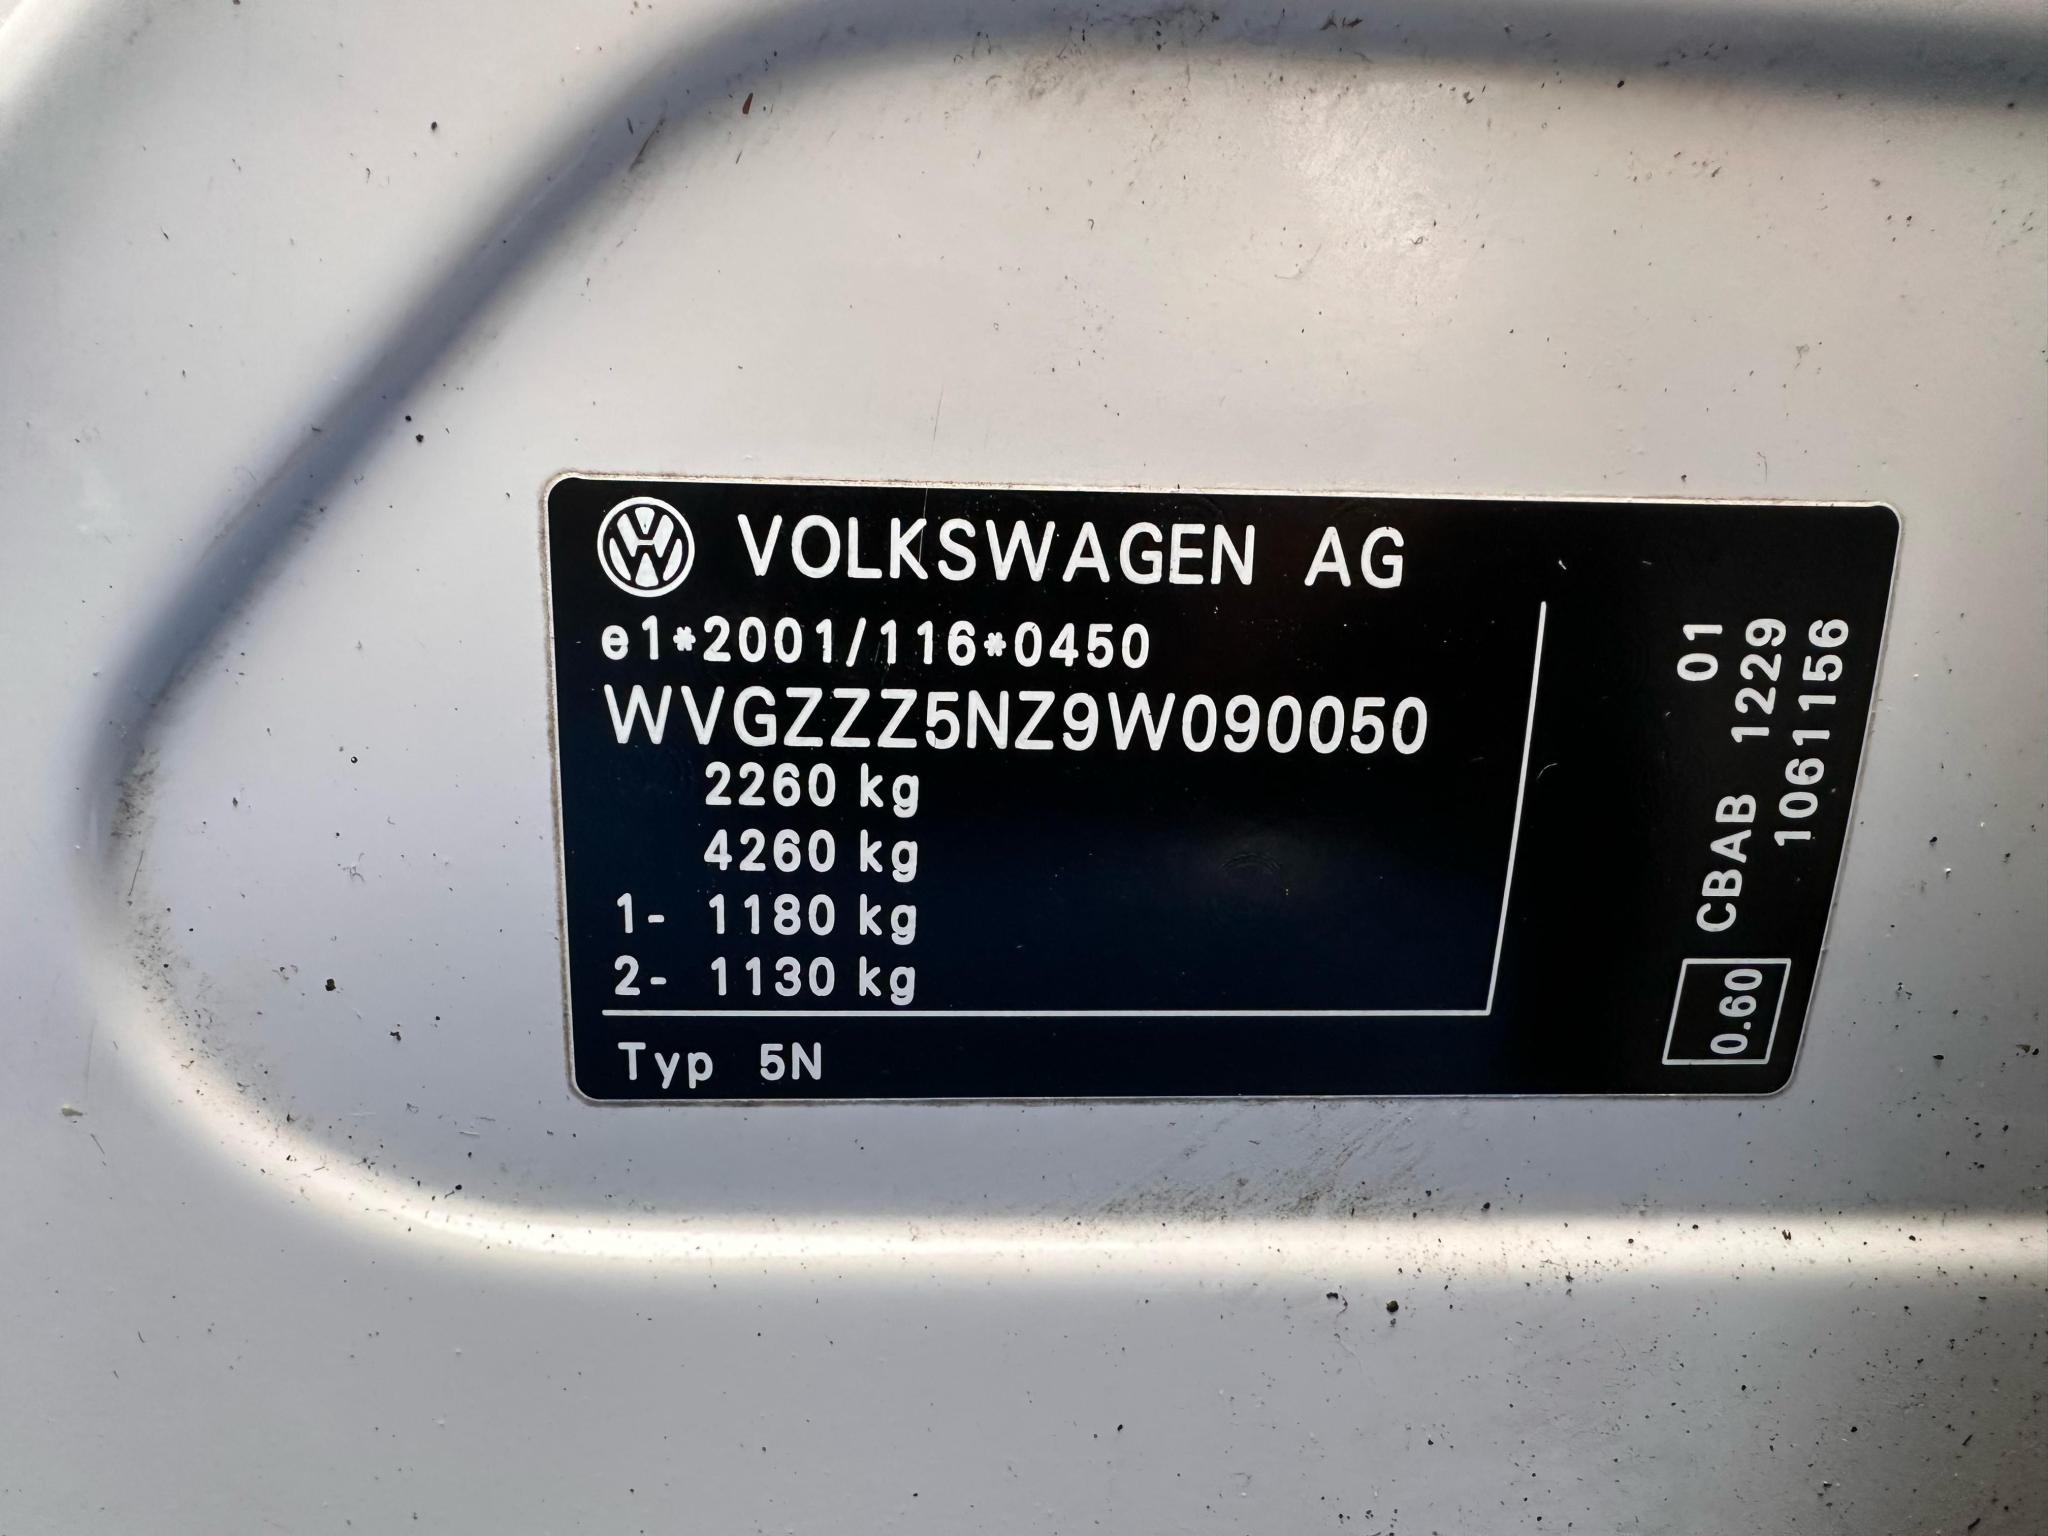 VOLKSWAGEN AG
e1*2001/116*0450
WVGZZZ5NZ9W090050
2260 kg
4260 kg
1- 1180 kg
2- 1130 kg
Typ 5N
0.60 CBAB 1229 01
1061156